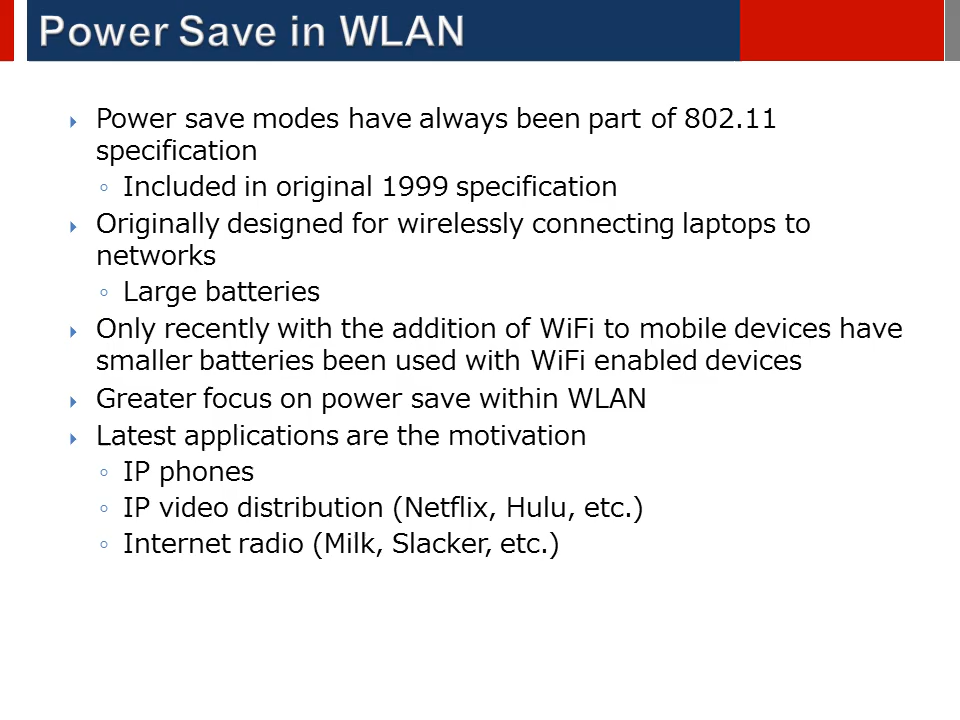 Power Save in WLAN
Power save modes have always been part of 802.11
specification
Included in original 1999 specification
Originally designed for wirelessly connecting laptops to
networks
Large batteries
Only recently with the addition of WiFi to mobile devices have
smaller batteries been used with WiFi enabled devices
Greater focus on power save within WLAN
Latest applications are the motivation
IP phones
IP video distribution (Netflix, Hulu, etc.)
Internet radio (Milk, Slacker, etc.)